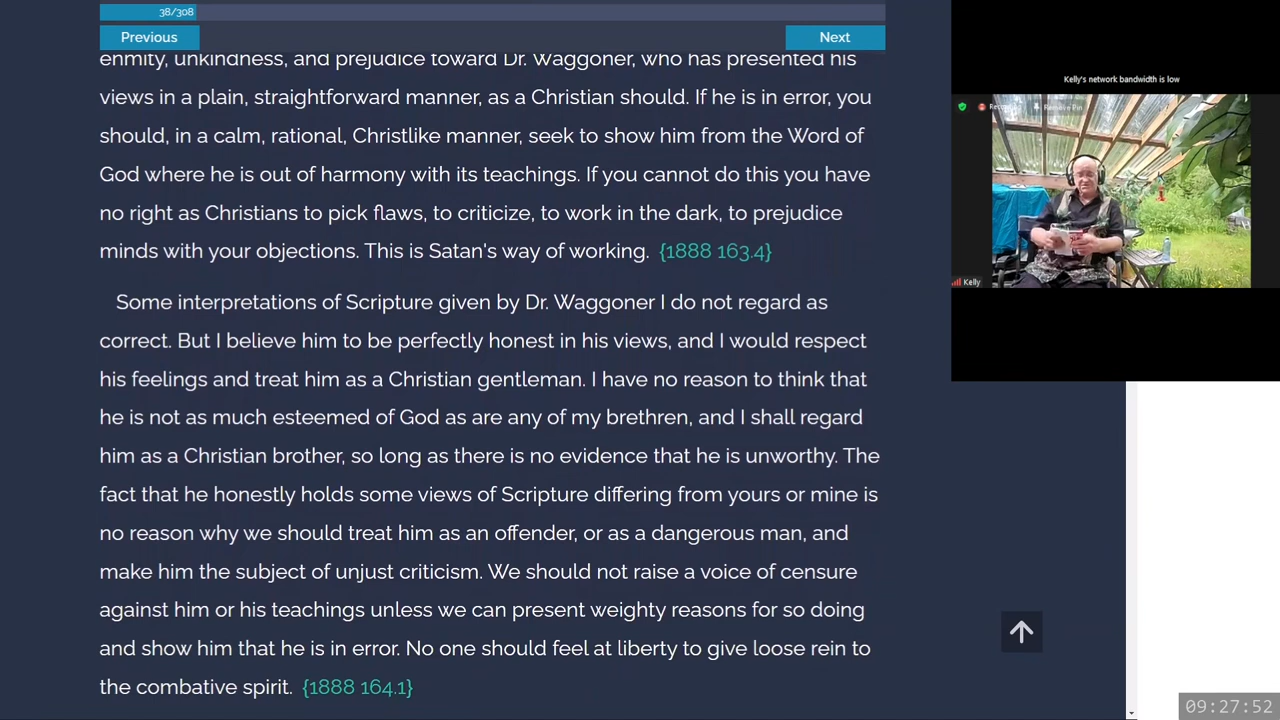 38/308
Previous
Next
enmity, unkindness, and prejudice toward Dr. Waggoner, who has presented his
views in a plain, straightforward manner, as a Christian should. If he is in error, you
should, in a calm, rational, Christlike manner, seek to show him from the Word of
God where he is out of harmony with its teachings. If you cannot do this you have
no right as Christians to pick flaws, to criticize, to work in the dark, to prejudice
minds with your objections. This is Satan's way of working. {1888 163.4}
Some interpretations of Scripture given by Dr. Waggoner I do not regard as
correct. But I believe him to be perfectly honest in his views, and I would respect
his feelings and treat him as a Christian gentleman. I have no reason to think that
he is not as much esteemed of God as are any of my brethren, and I shall regard
him as a Christian brother, so long as there is no evidence that he is unworthy. The
fact that he honestly holds some views of Scripture differing from yours or mine is
no reason why we should treat him as an offender, or as a dangerous man, and
make him the subject of unjust criticism. We should not raise a voice of censure
against him or his teachings unless we can present weighty reasons for so doing
and show him that he is in error. No one should feel at liberty to give loose rein to
the combative spirit. {1888 164.1}
Kelly's network bandwidth is low
Remove Pin
Kelly
09:27:52